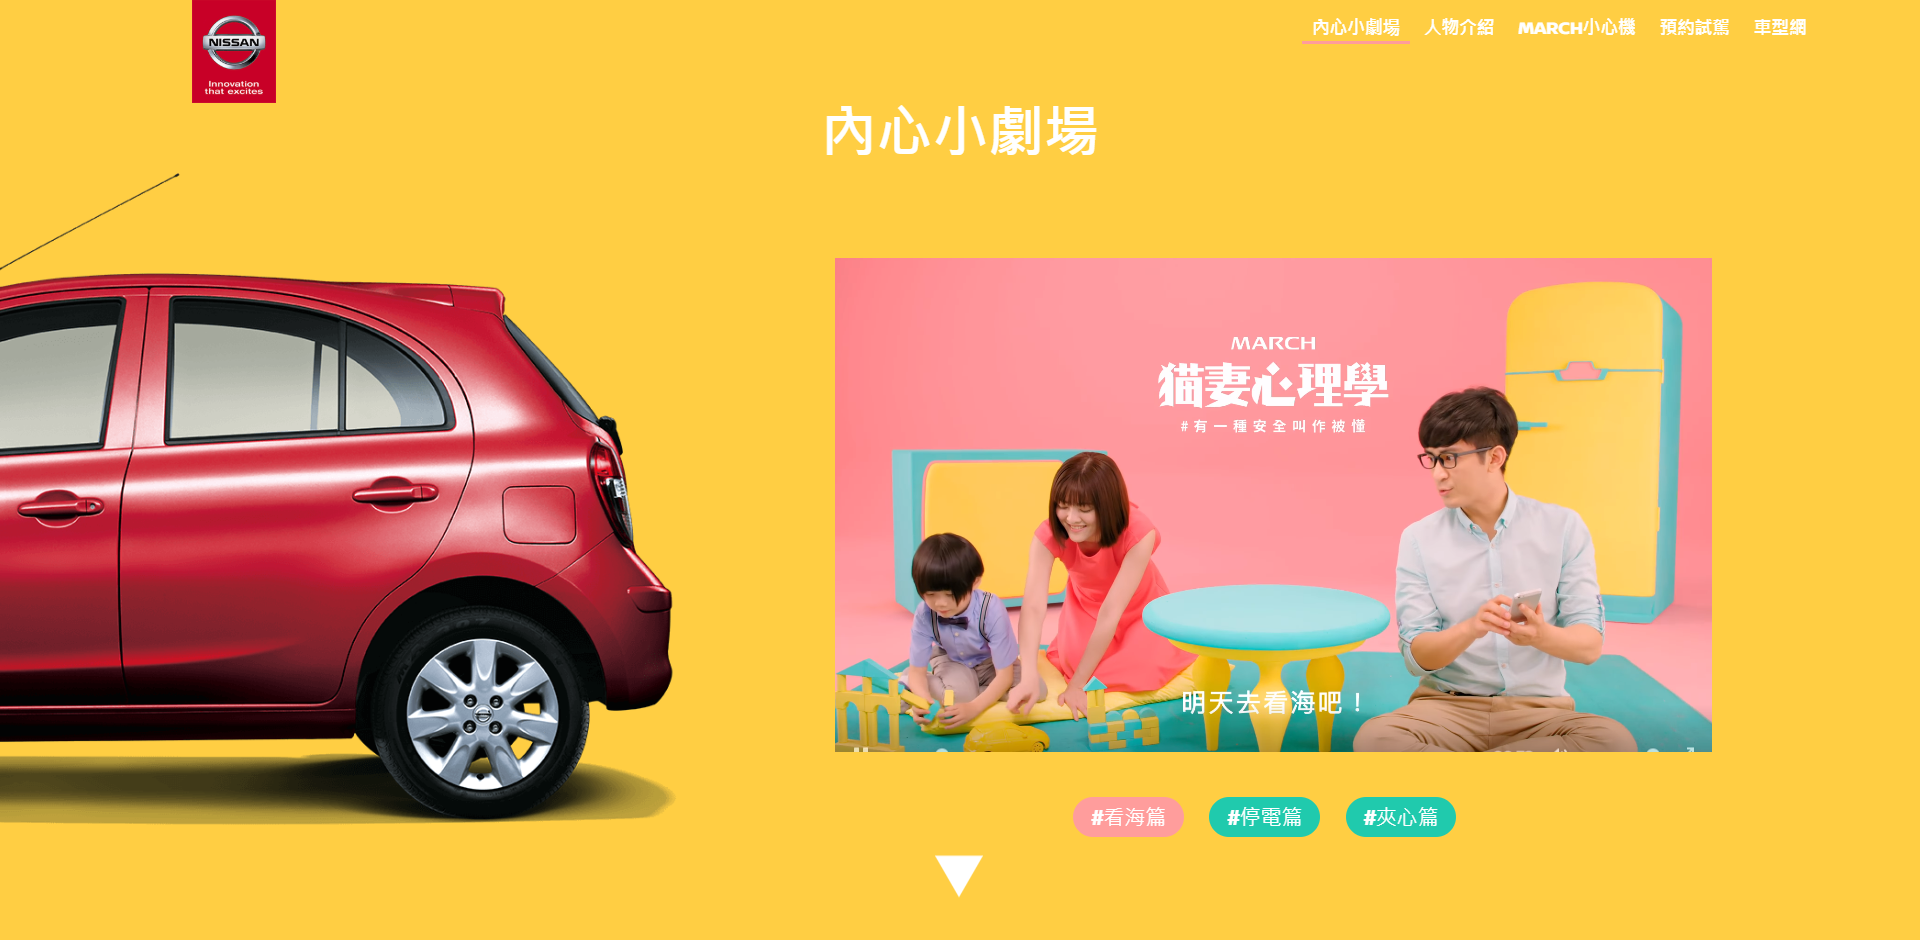 NISSAN
Innovation
that excites
內心小劇場
人物介紹
MARCH小心機
預約試駕
車型網
內心小劇場
MARCH
猫妻心理學
#有一種安全叫作被懂
明天去看海吧！
#看海篇
#停電篇
#夾心篇